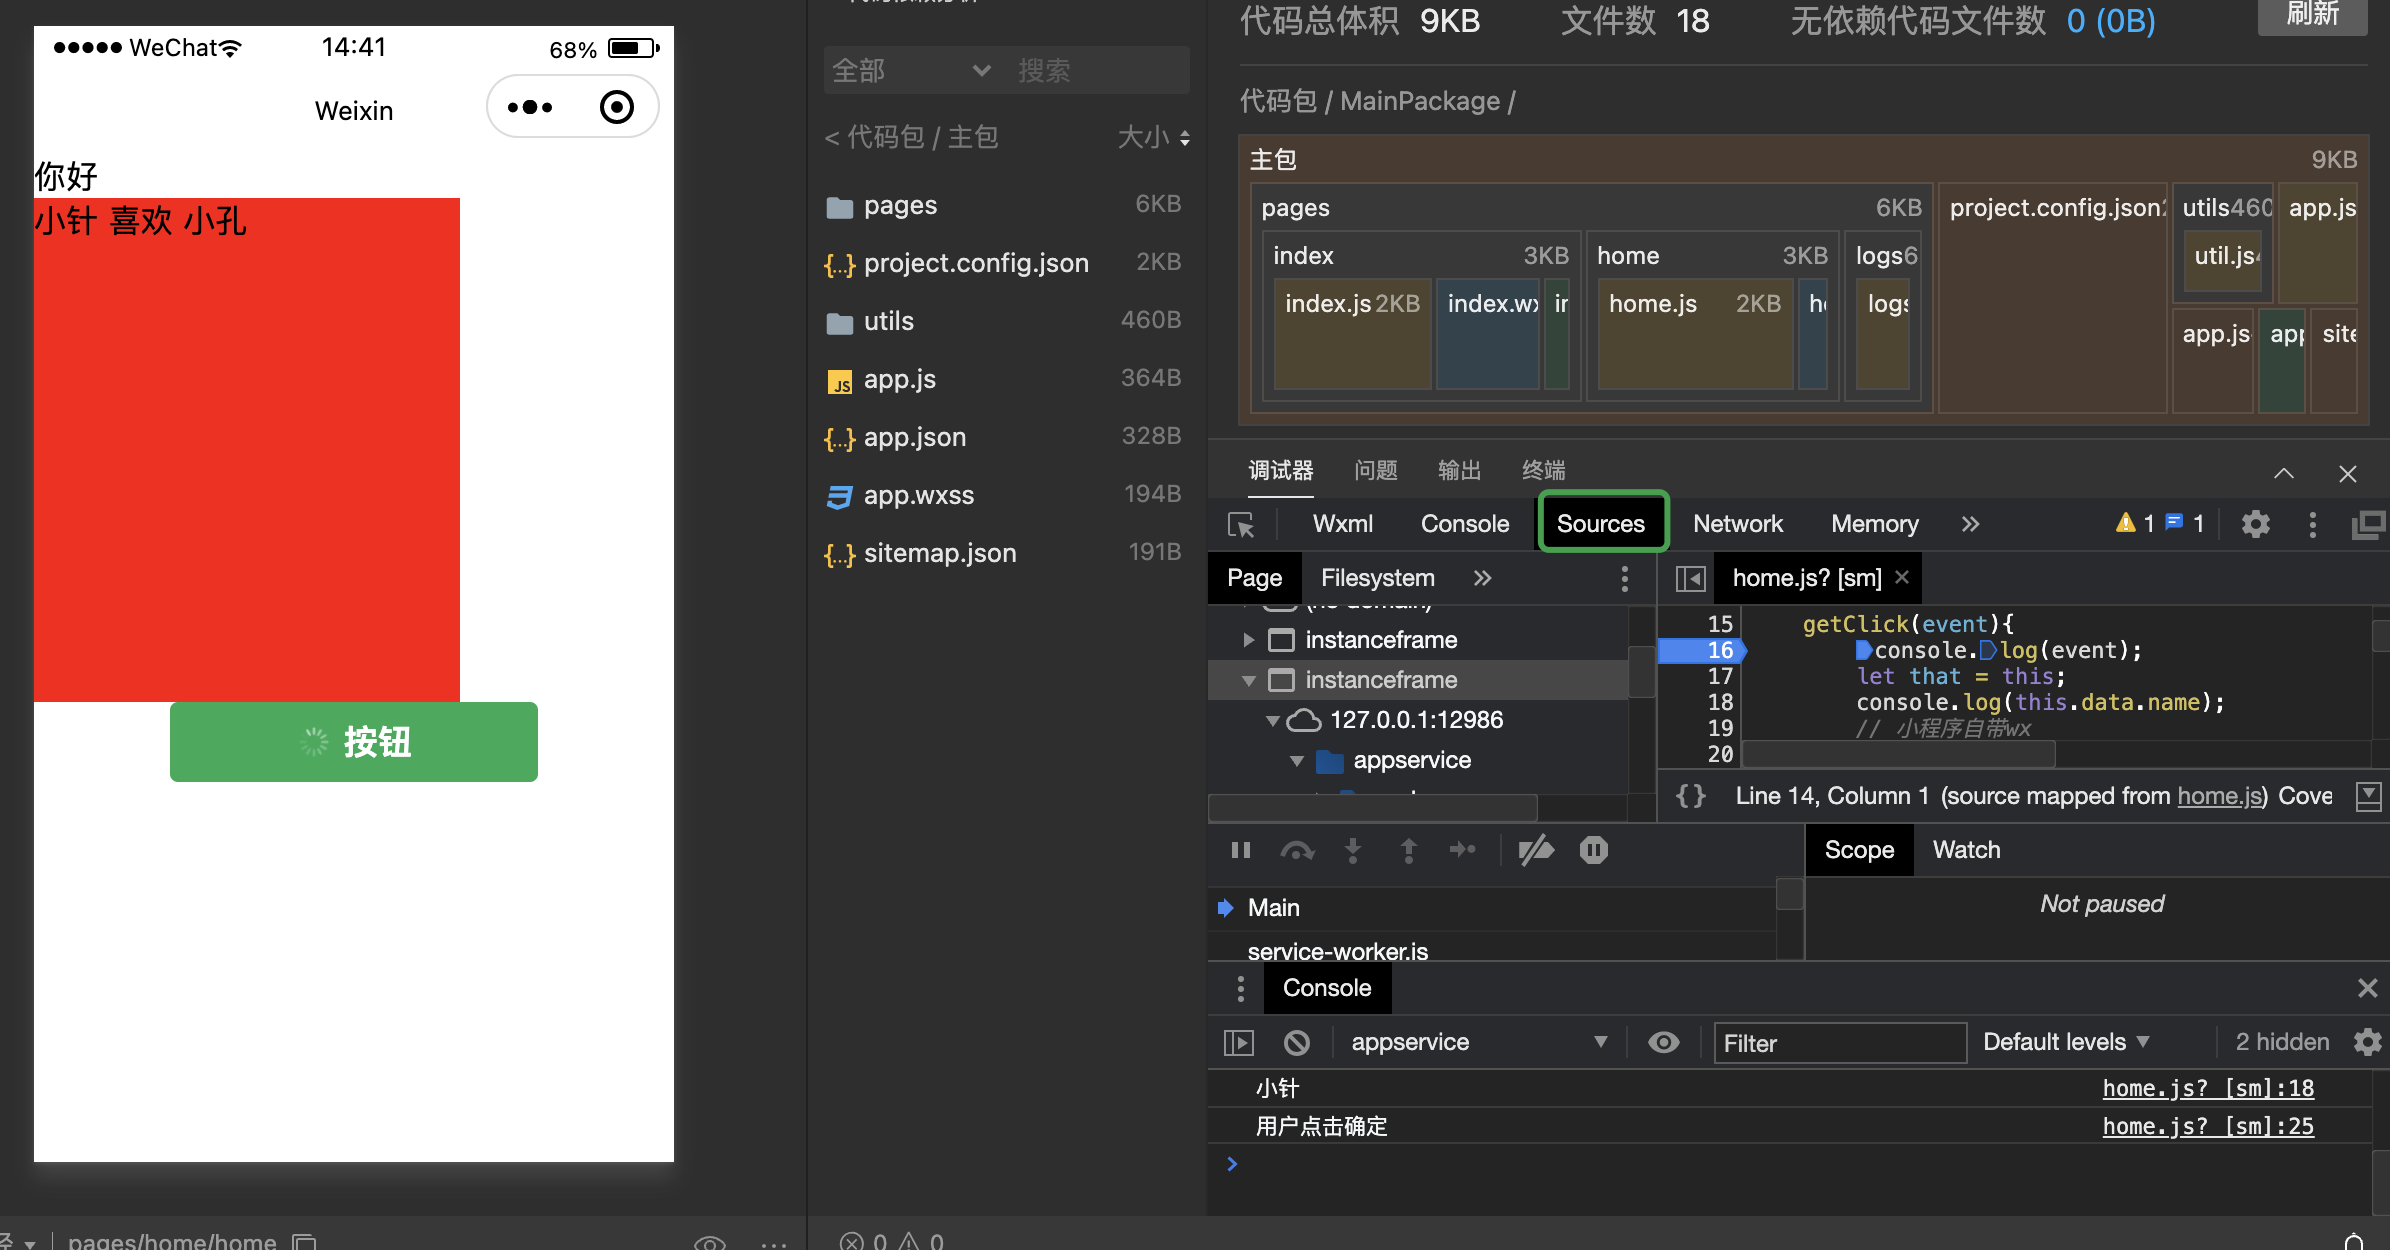 WeChat 14:41 68%
Weixin
你好
小针 喜欢 小孔
按钮
pages/home/home
全部 搜索
< 代码包 / 主包 大小
pages 6KB
{..} project.config.json 2KB
utils 460B
JS app.js 364B
{..} app.json 328B
app.wxss 194B
{..} sitemap.json 191B
0 0
代码总体积 9KB 文件数 18 无依赖代码文件数 0 (0B) 刷新
代码包 / MainPackage /
主包 9KB
pages 6KB project.config.json utils 460 app.js
index 3KB home 3KB logs 6 util.js
index.js 2KB index.wx in home.js 2KB ho logs
app.js app site
调试器 问题 输出 终端
Wxml Console Sources Network Memory >> 1 1
Page Filesystem >> home.js? [sm] ×
instanceframe
instanceframe
127.0.0.1:12986
appservice
15 getClick(event){
16 console.log(event);
17 let that = this;
18 console.log(this.data.name);
19 // 小程序自带wx
20
{} Line 14, Column 1 (source mapped from home.js) Cove
Scope Watch
Main
service-worker.js
Not paused
Console
appservice Filter Default levels 2 hidden
小针 home.js? [sm]:18
用户点击确定 home.js? [sm]:25
>